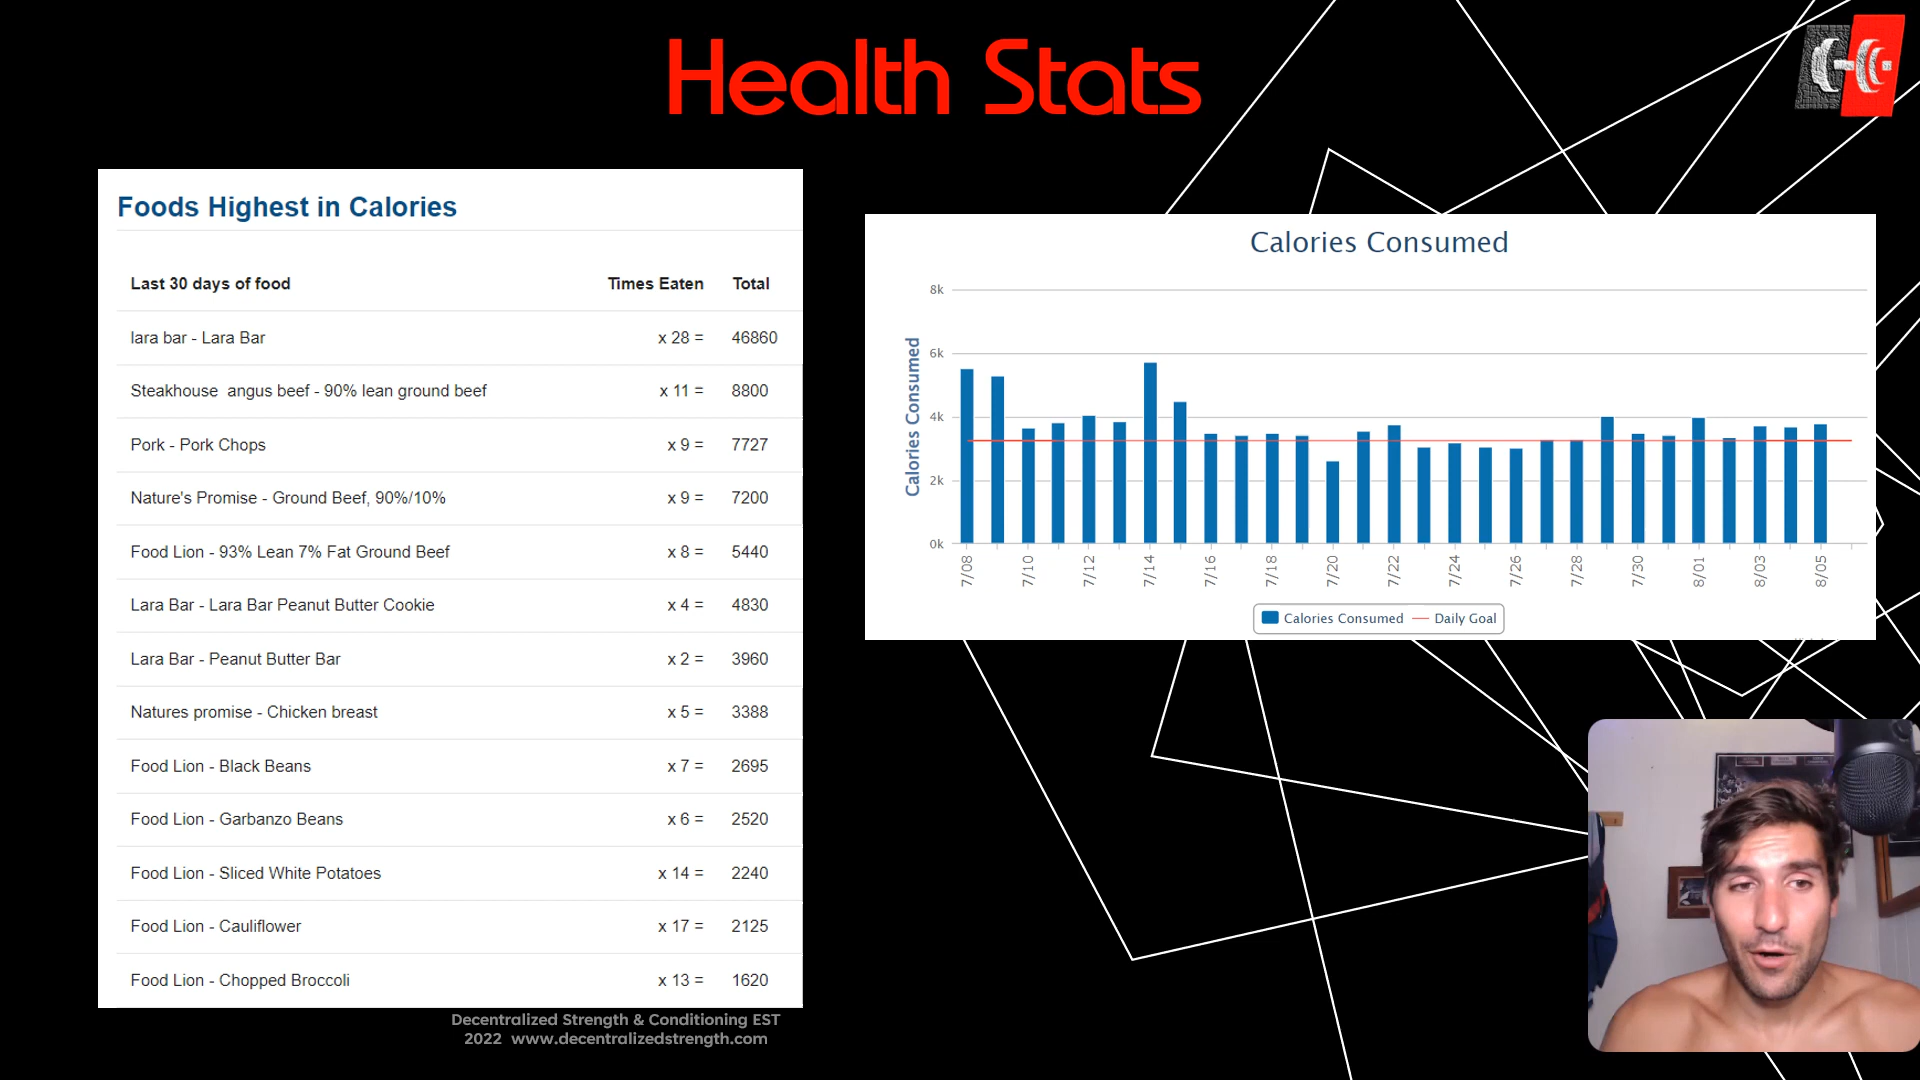 Health Stats
Foods Highest in Calories
Last 30 days of food Times Eaten Total
lara bar - Lara Bar x 28 = 46860
Steakhouse angus beef - 90% lean ground beef x 11 = 8800
Pork - Pork Chops x 9 = 7727
Nature's Promise - Ground Beef, 90%/10% x 9 = 7200
Food Lion - 93% Lean 7% Fat Ground Beef x 8 = 5440
Lara Bar - Lara Bar Peanut Butter Cookie x 4 = 4830
Lara Bar - Peanut Butter Bar x 2 = 3960
Natures promise - Chicken breast x 5 = 3388
Food Lion - Black Beans x 7 = 2695
Food Lion - Garbanzo Beans x 6 = 2520
Food Lion - Sliced White Potatoes x 14 = 2240
Food Lion - Cauliflower x 17 = 2125
Food Lion - Chopped Broccoli x 13 = 1620
Calories Consumed
Calories Consumed
8k
6k
4k
2k
0k
7/08 7/10 7/12 7/14 7/16 7/18 7/20 7/22 7/24 7/26 7/28 7/30 8/01 8/03 8/05
Calories Consumed Daily Goal
Decentralized Strength & Conditioning EST
2022 www.decentralizedstrength.com